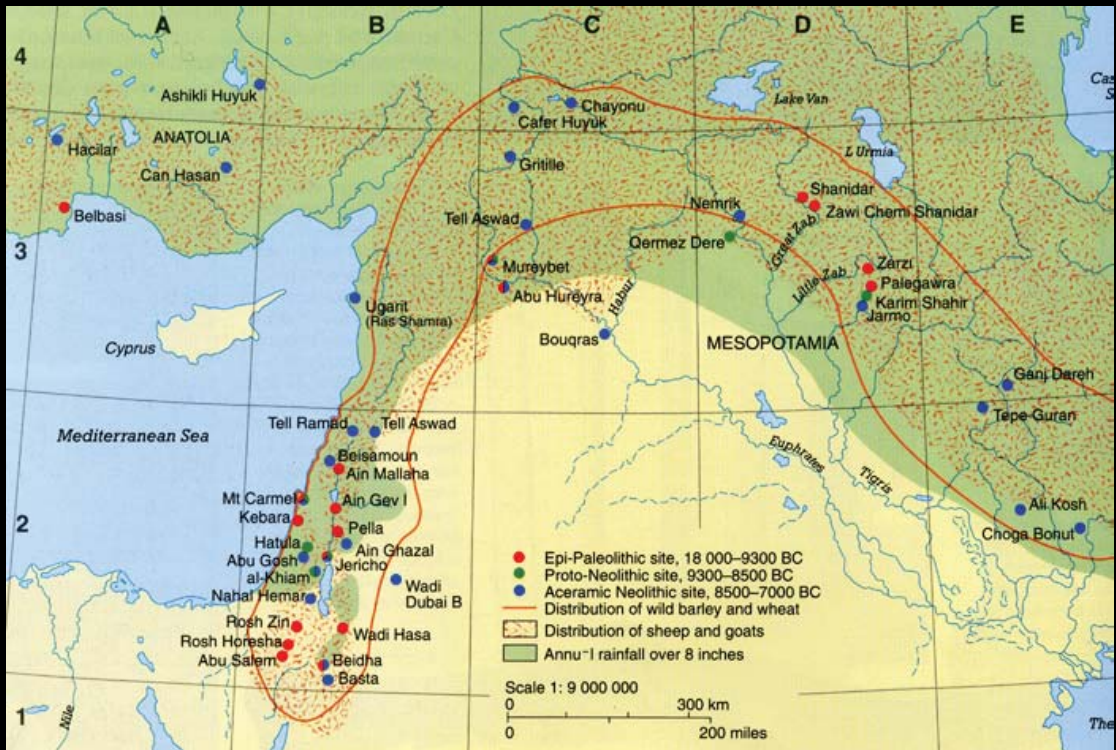 A
B
C
D
E
4
Ashikli Huyuk
Chayonu
Cafer Huyuk
Lake Van
Cas
S
ANATOLIA
Hacilar
Can Hasan
Gritille
L Urmia
Belbasi
Shanidar
Zawi Chemi Shanidar
Nemrik
Tell Aswad
Qermez Dere
Great Zab
3
Mureybet
Zarzi
Little Zab
Palegawra
Abu Hureyra
Habur
Karim Shahir
Jarmo
Ugarit
(Ras Shamra)
Cyprus
Bouqras
MESOPOTAMIA
Ganj Dareh
Tepe Guran
Mediterranean Sea
Tell Ramad
Tell Aswad
Euphrates
Tigris
Beisamoun
Ain Mallaha
2
Mt Carmel
Ain Gev I
Kebara
Ali Kosh
Pella
Choga Bonut
Hatula
Ain Ghazal
Abu Gosh
Jericho
al-Khiam
Nahal Hemar
Wadi
Dubai B
Rosh Zin
Wadi Hasa
Rosh Horesha
Abu Salem
Beidha
Basta
1
Nile
Epi-Paleolithic site, 18 000–9300 BC
Proto-Neolithic site, 9300–8500 BC
Aceramic Neolithic site, 8500–7000 BC
Distribution of wild barley and wheat
Distribution of sheep and goats
Annu-l rainfall over 8 inches
Scale 1: 9 000 000
0 300 km
0 200 miles
The